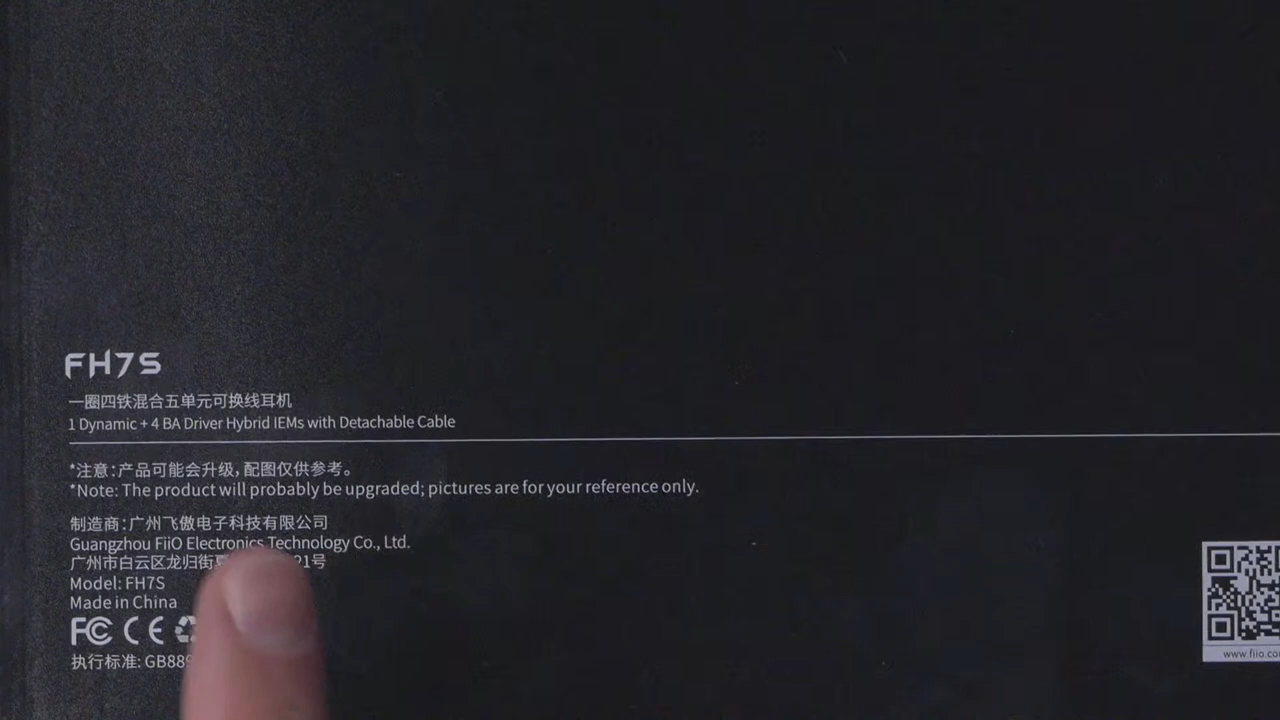 FH7S
一圈四铁混合五单元可换线耳机
1 Dynamic + 4 BA Driver Hybrid IEMs with Detachable Cable
*注意：产品可能会升级，配图仅供参考。
*Note: The product will probably be upgraded; pictures are for your reference only.
制造商：广州飞傲电子科技有限公司
Guangzhou FiiO Electronics Technology Co., Ltd.
广州市白云区龙归街 21号
Model: FH7S
Made in China
FC CE
执行标准: GB889
www.fiio.co